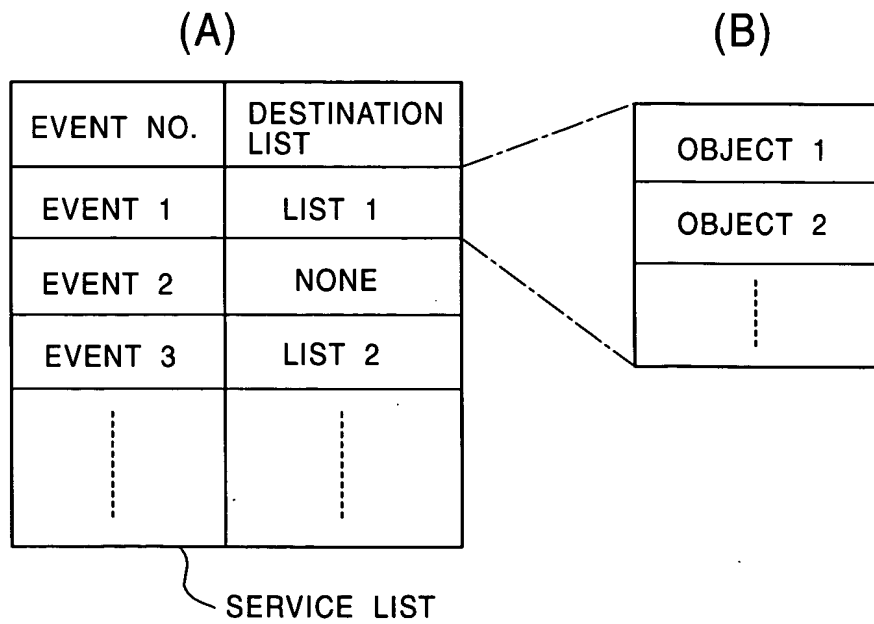 (A)
EVENT NO.
DESTINATION
LIST
EVENT 1
LIST 1
EVENT 2
NONE
EVENT 3
LIST 2
SERVICE LIST
(B)
OBJECT 1
OBJECT 2